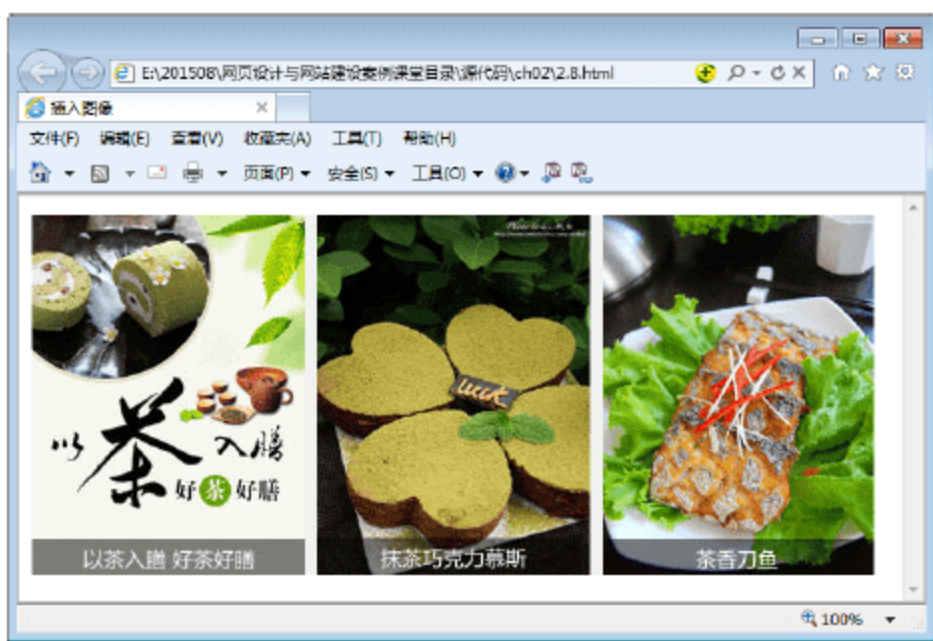 E:\201508\网页设计与网站建设案例课堂目录\源代码\ch02\2.8.html
插入图像
文件(F) 编辑(E) 查看(V) 收藏夹(A) 工具(T) 帮助(H)
页面(P) 安全(S) 工具(O)
以茶入膳
好茶好膳
luck
以茶入膳 好茶好膳
抹茶巧克力慕斯
茶香刀鱼
100%